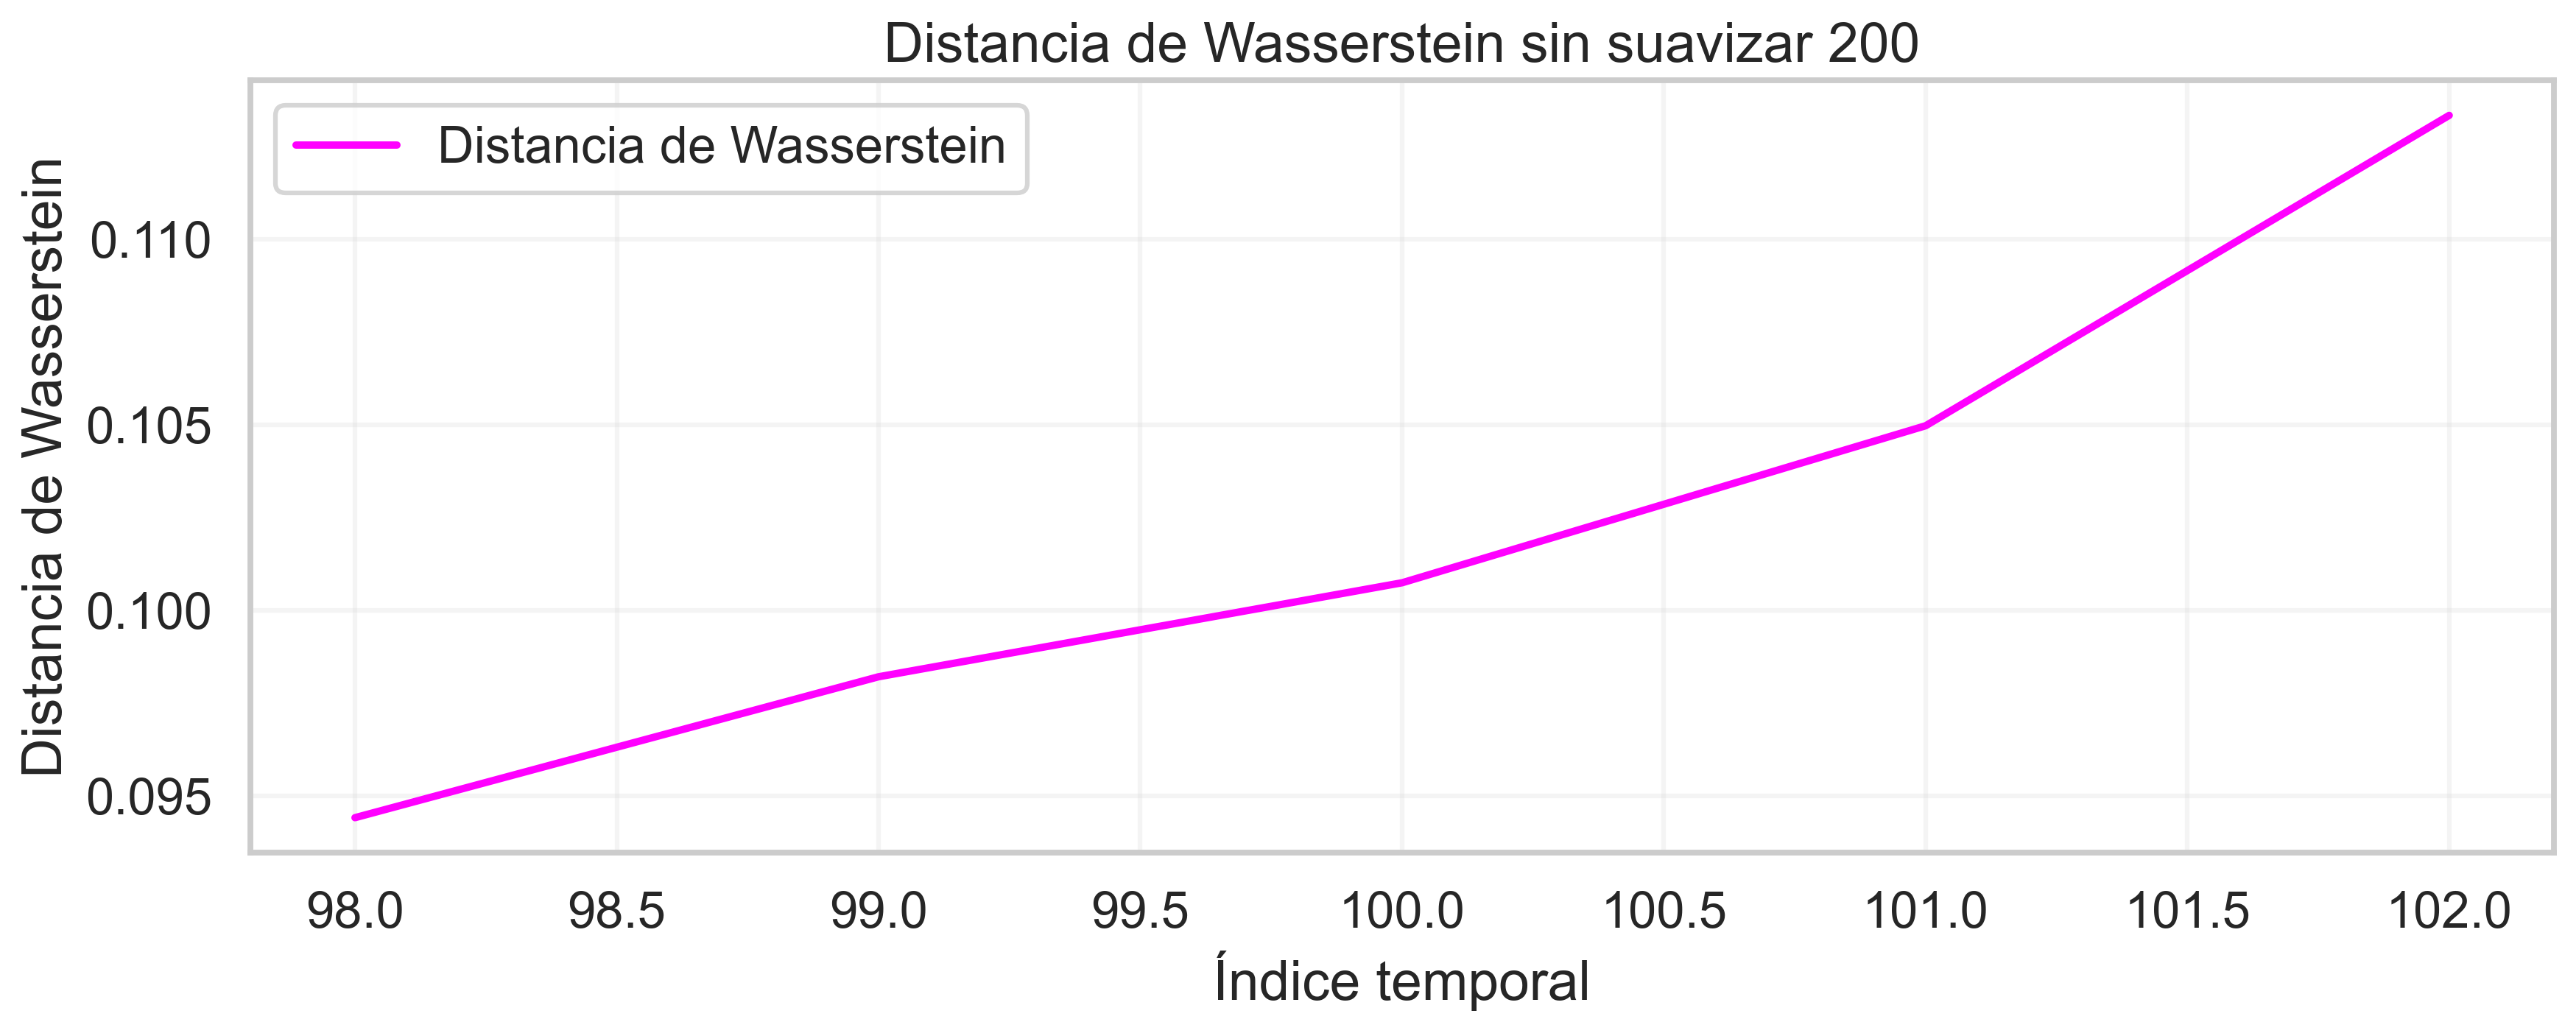 Distancia de Wasserstein sin suavizar 200
Distancia de Wasserstein
Distancia de Wasserstein
0.110
0.105
0.100
0.095
98.0 98.5 99.0 99.5 100.0 100.5 101.0 101.5 102.0
Índice temporal